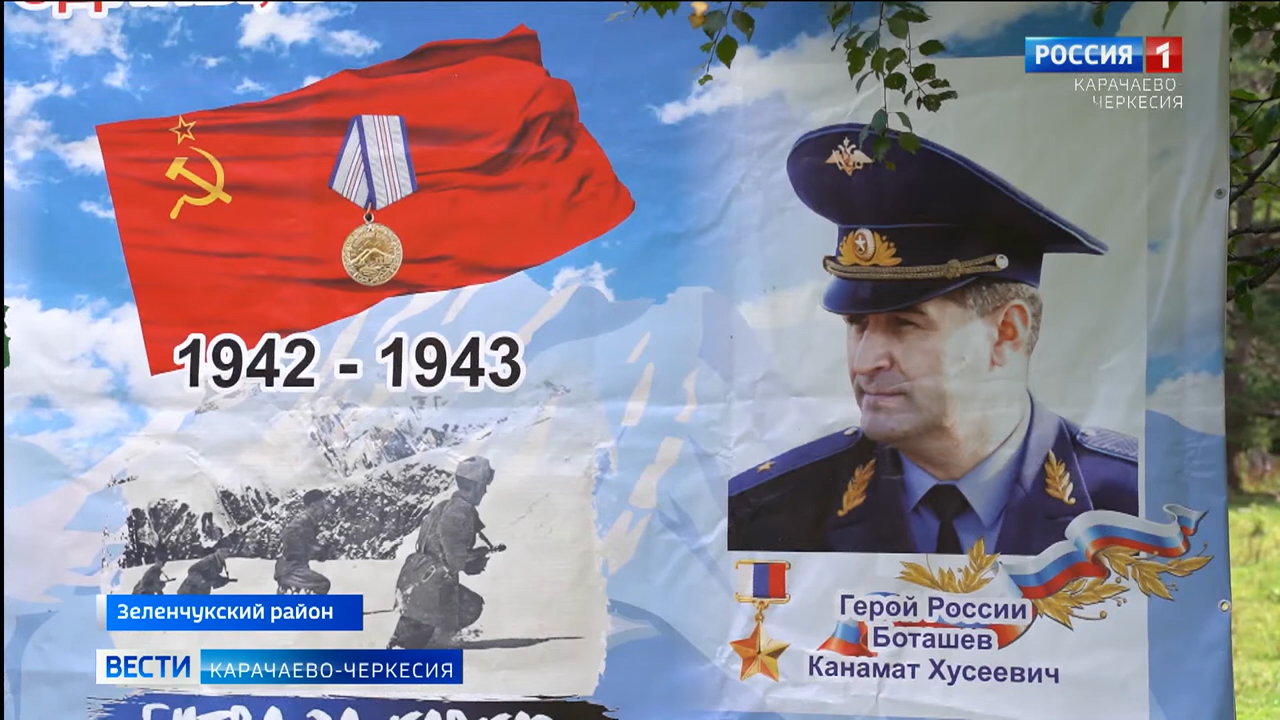 РОССИЯ 1
КАРАЧАЕВО-
ЧЕРКЕСИЯ
1942 - 1943
Герой России
Боташев
Канамат Хусеевич
Зеленчукский район
ВЕСТИ КАРАЧАЕВО-ЧЕРКЕСИЯ